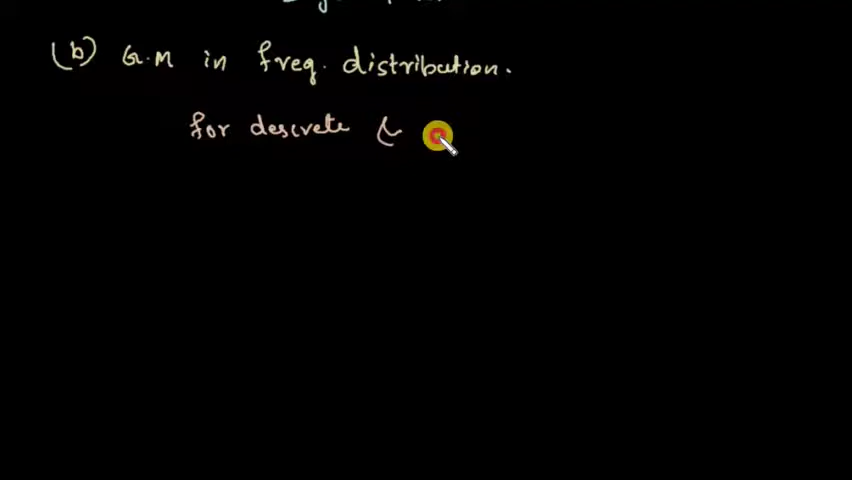 (b) G.M in freq. distribution.
for descrete &